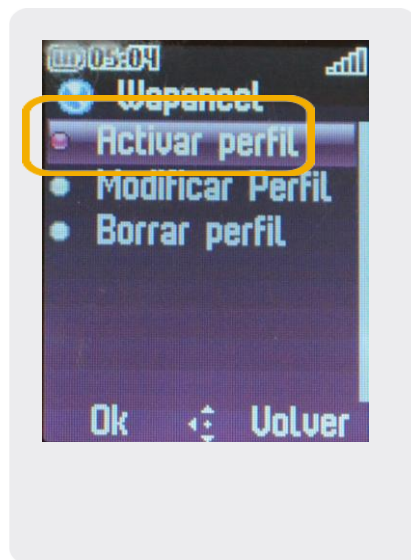 05:04
Wapancel
Activar perfil
Modificar Perfil
Borrar perfil
Ok Volver